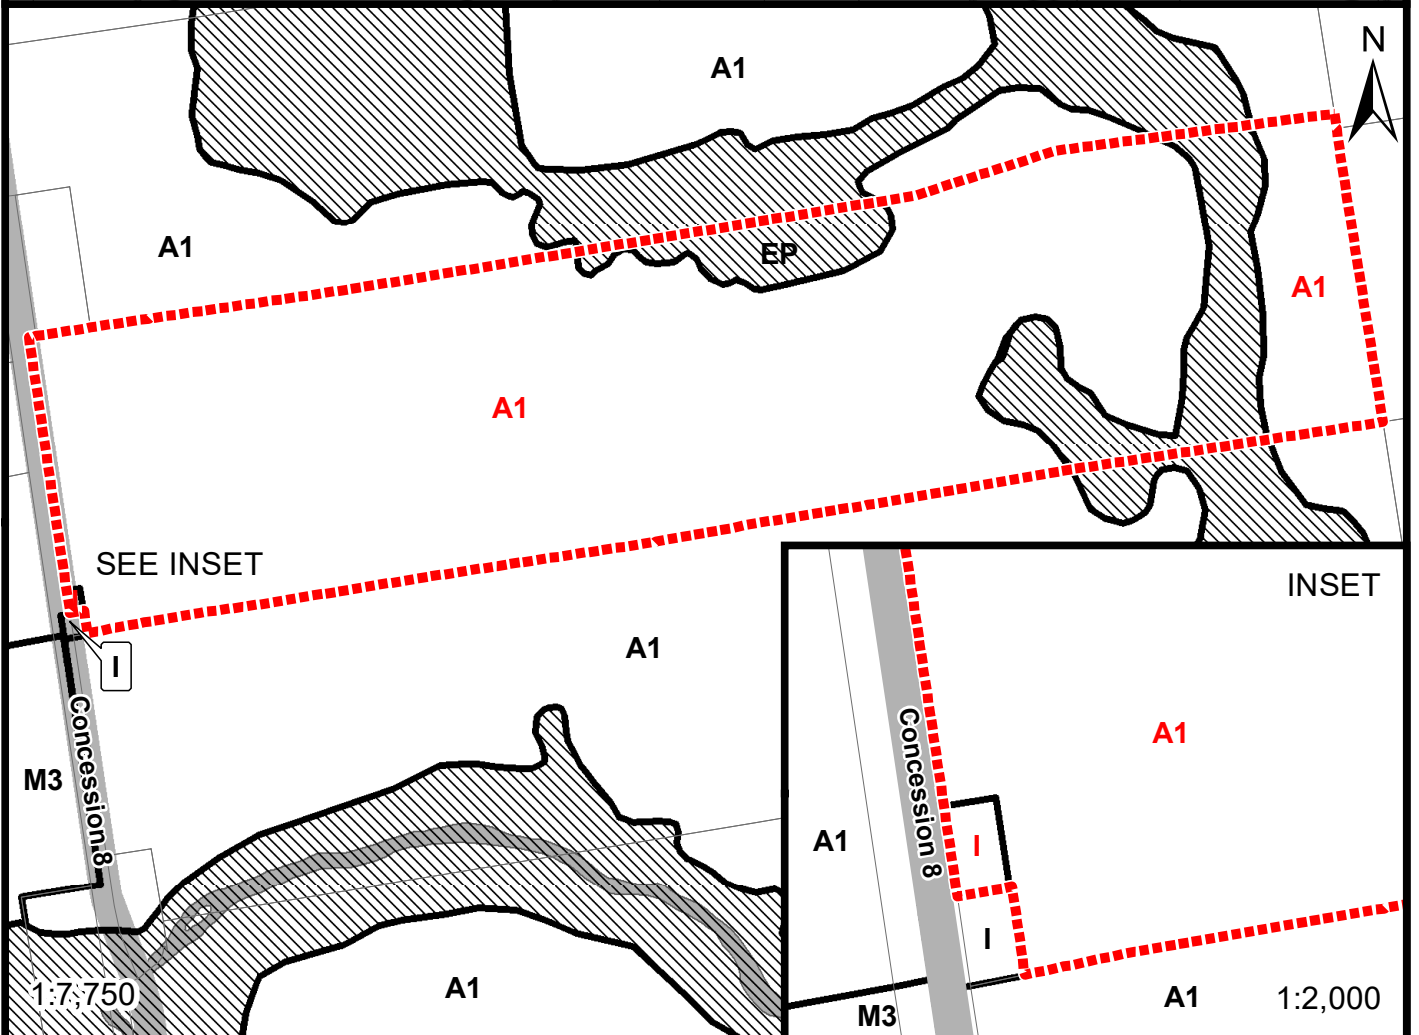 N
A1
A1
EP
A1
A1
SEE INSET
I
A1
M3
Concession 8
A1
1:7,750
INSET
A1
Concession 8
A1
I
I
M3
A1
1:2,000